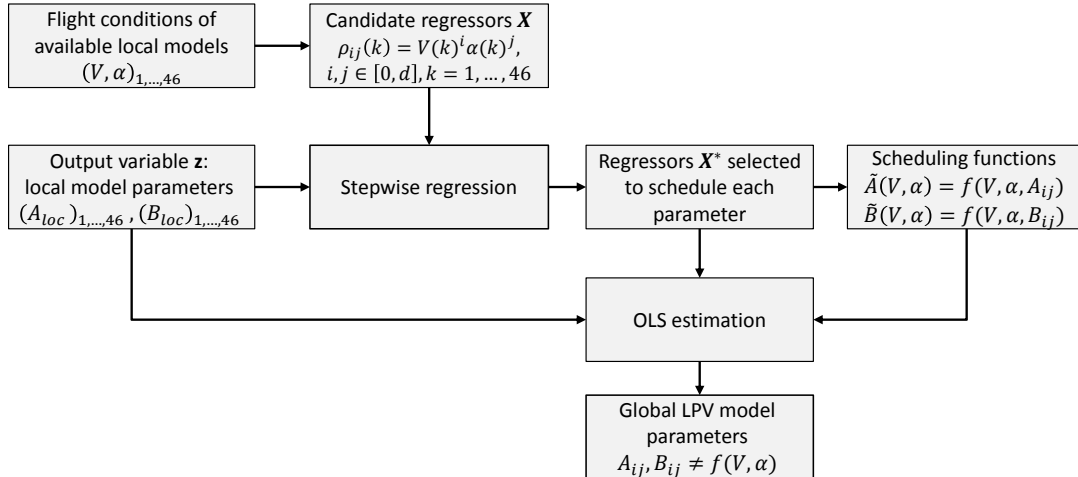 Flight conditions of
available local models
(V, α)₁,…,₄₆
Candidate regressors X
ρᵢⱼ(k) = V(k)ⁱα(k)ʲ,
i, j ∈ [0, d], k = 1, … , 46
Output variable z:
local model parameters
(A_loc)₁,…,₄₆ , (B_loc)₁,…,₄₆
Stepwise regression
Regressors X* selected
to schedule each
parameter
Scheduling functions
Ã(V, α) = f(V, α, Aᵢⱼ)
B̃(V, α) = f(V, α, Bᵢⱼ)
OLS estimation
Global LPV model
parameters
Aᵢⱼ, Bᵢⱼ ≠ f(V, α)